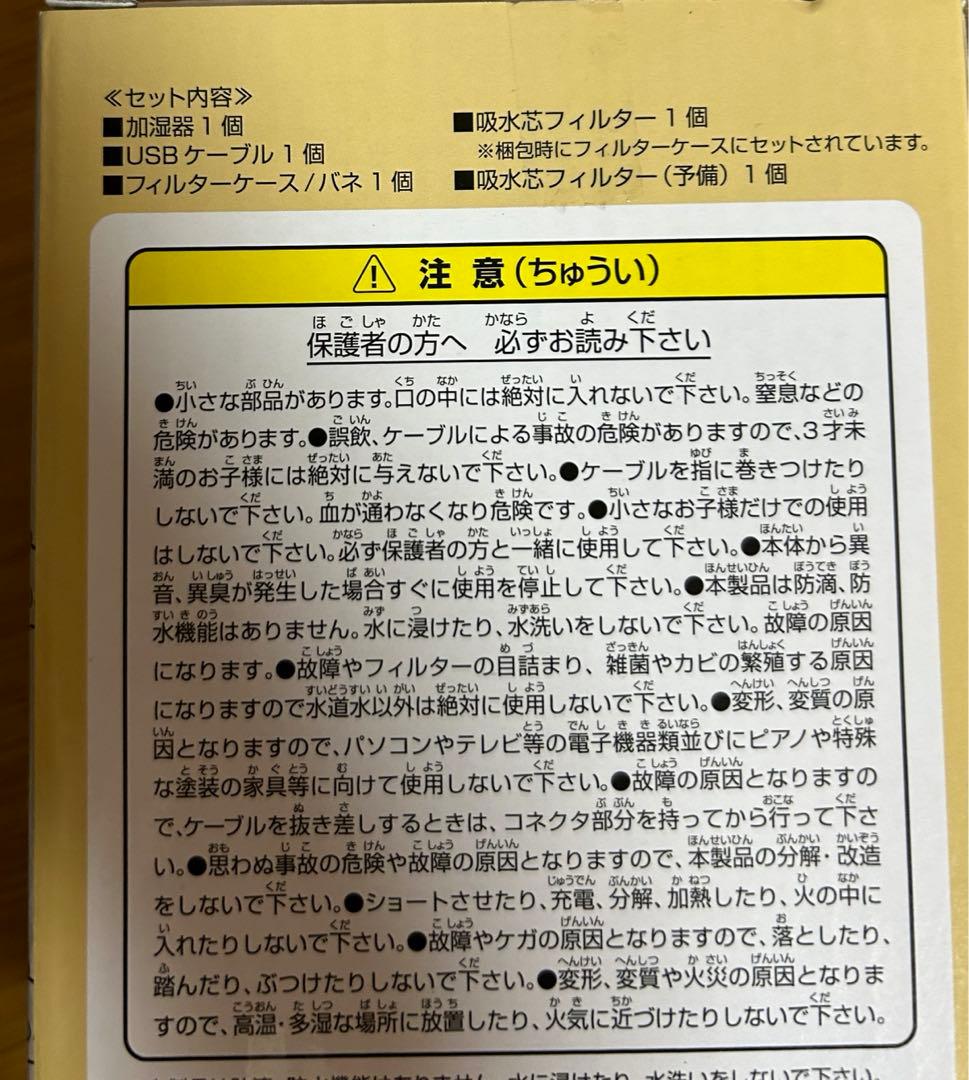 ≪セット内容≫
■加湿器1個
■USBケーブル1個
■フィルターケース/バネ1個
■吸水芯フィルター1個
※梱包時にフィルターケースにセットされています。
■吸水芯フィルター(予備)1個
注意(ちゅうい)
保護者の方へ 必ずお読み下さい
●小さな部品があります。口の中には絶対に入れないで下さい。窒息などの
危険があります。●誤飲、ケーブルによる事故の危険がありますので、3才未
満のお子様には絶対に与えないで下さい。●ケーブルを指に巻きつけたり
しないで下さい。血が通わなくなり危険です。●小さなお子様だけでの使用
はしないで下さい。必ず保護者の方と一緒に使用して下さい。●本体から異
音、異臭が発生した場合すぐに使用を停止して下さい。●本製品は防滴、防
水機能はありません。水に浸けたり、水洗いをしないで下さい。故障の原因
になります。●故障やフィルターの目詰まり、雑菌やカビの繁殖する原因
になりますので水道水以外は絶対に使用しないで下さい。●変形、変質の原
因となりますので、パソコンやテレビ等の電子機器類並びにピアノや特殊
な塗装の家具等に向けて使用しないで下さい。●故障の原因となりますの
で、ケーブルを抜き差しするときは、コネクタ部分を持ってから行って下さ
い。●思わぬ事故の危険や故障の原因となりますので、本製品の分解・改造
をしないで下さい。●ショートさせたり、充電、分解、加熱したり、火の中に
入れたりしないで下さい。●故障やケガの原因となりますので、落としたり、
踏んだり、ぶつけたりしないで下さい。●変形、変質や火災の原因となりま
すので、高温・多湿な場所に放置したり、火気に近づけたりしないで下さい。